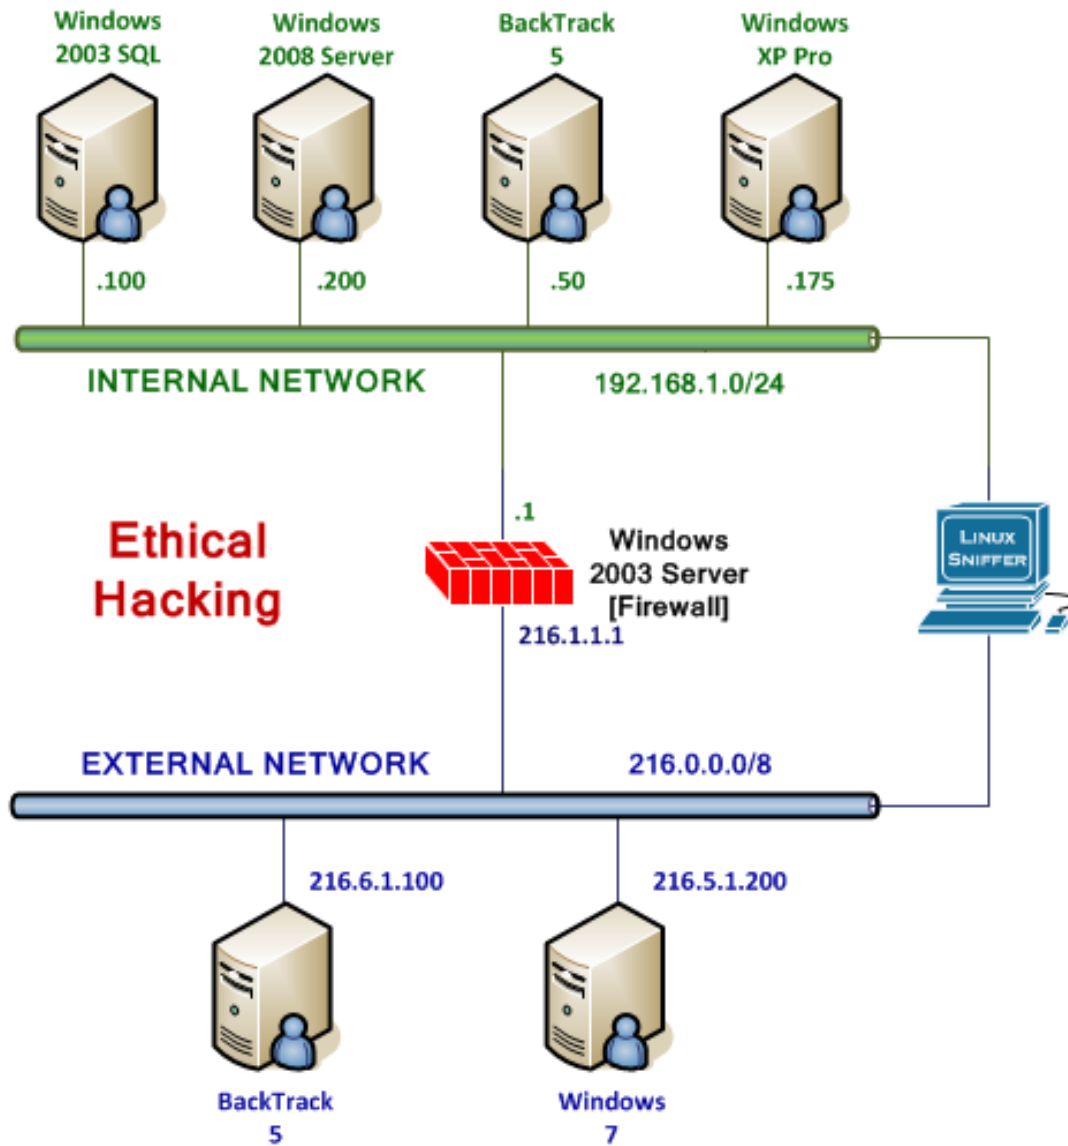 Windows
2003 SQL
Windows
2008 Server
BackTrack
5
Windows
XP Pro
.100
.200
.50
.175
INTERNAL NETWORK
192.168.1.0/24
.1
Ethical
Hacking
Windows
2003 Server
[Firewall]
LINUX
SNIFFER
216.1.1.1
EXTERNAL NETWORK
216.0.0.0/8
216.6.1.100
216.5.1.200
BackTrack
5
Windows
7